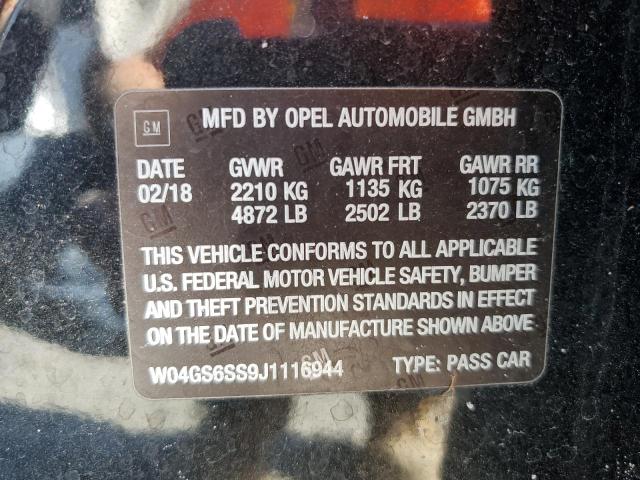 GM MFD BY OPEL AUTOMOBILE GMBH
DATE GVWR GAWR FRT GAWR RR
02/18 2210 KG 1135 KG 1075 KG
4872 LB 2502 LB 2370 LB
THIS VEHICLE CONFORMS TO ALL APPLICABLE
U.S. FEDERAL MOTOR VEHICLE SAFETY, BUMPER
AND THEFT PREVENTION STANDARDS IN EFFECT
ON THE DATE OF MANUFACTURE SHOWN ABOVE
W04GS6SS9J1116944 TYPE: PASS CAR